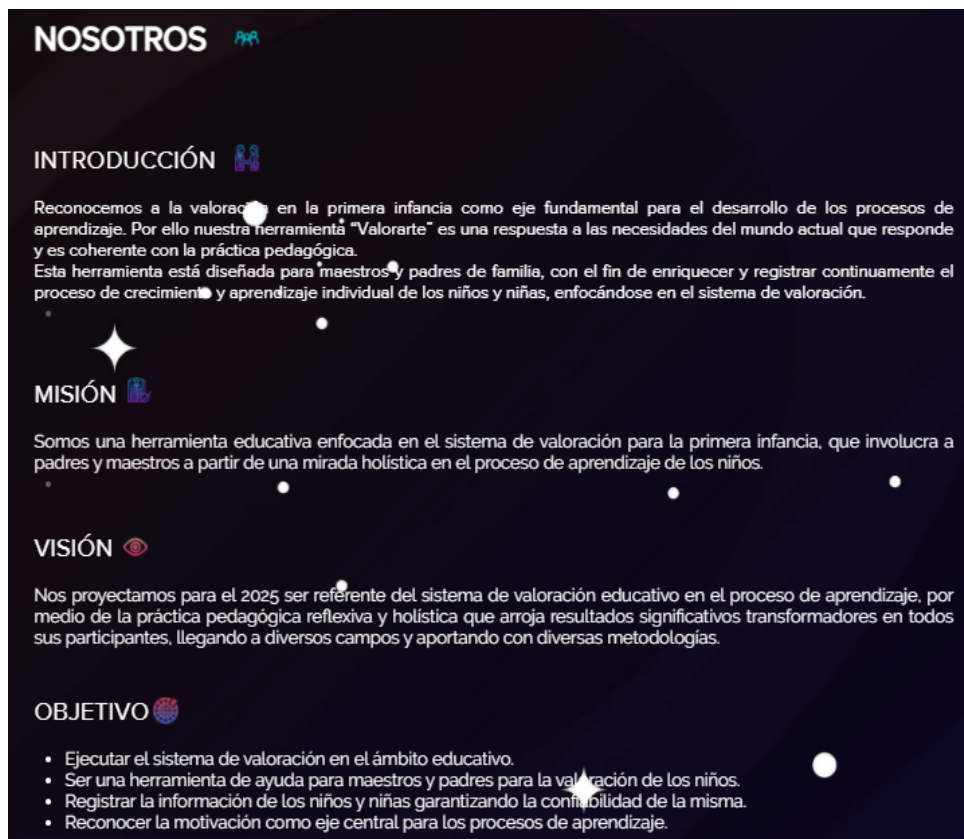 NOSOTROS
INTRODUCCIÓN
Reconocemos a la valoración en la primera infancia como eje fundamental para el desarrollo de los procesos de
aprendizaje. Por ello nuestra herramienta “Valorarte” es una respuesta a las necesidades del mundo actual que responde
y es coherente con la práctica pedagógica.
Esta herramienta está diseñada para maestros y padres de familia, con el fin de enriquecer y registrar continuamente el
proceso de crecimiento y aprendizaje individual de los niños y niñas, enfocándose en el sistema de valoración.
MISIÓN
Somos una herramienta educativa enfocada en el sistema de valoración para la primera infancia, que involucra a
padres y maestros a partir de una mirada holística en el proceso de aprendizaje de los niños.
VISIÓN
Nos proyectamos para el 2025 ser referente del sistema de valoración educativo en el proceso de aprendizaje, por
medio de la práctica pedagógica reflexiva y holística que arroja resultados significativos transformadores en todos
sus participantes, llegando a diversos campos y aportando con diversas metodologías.
OBJETIVO
• Ejecutar el sistema de valoración en el ámbito educativo.
• Ser una herramienta de ayuda para maestros y padres para la valoración de los niños.
• Registrar la información de los niños y niñas garantizando la confiabilidad de la misma.
• Reconocer la motivación como eje central para los procesos de aprendizaje.